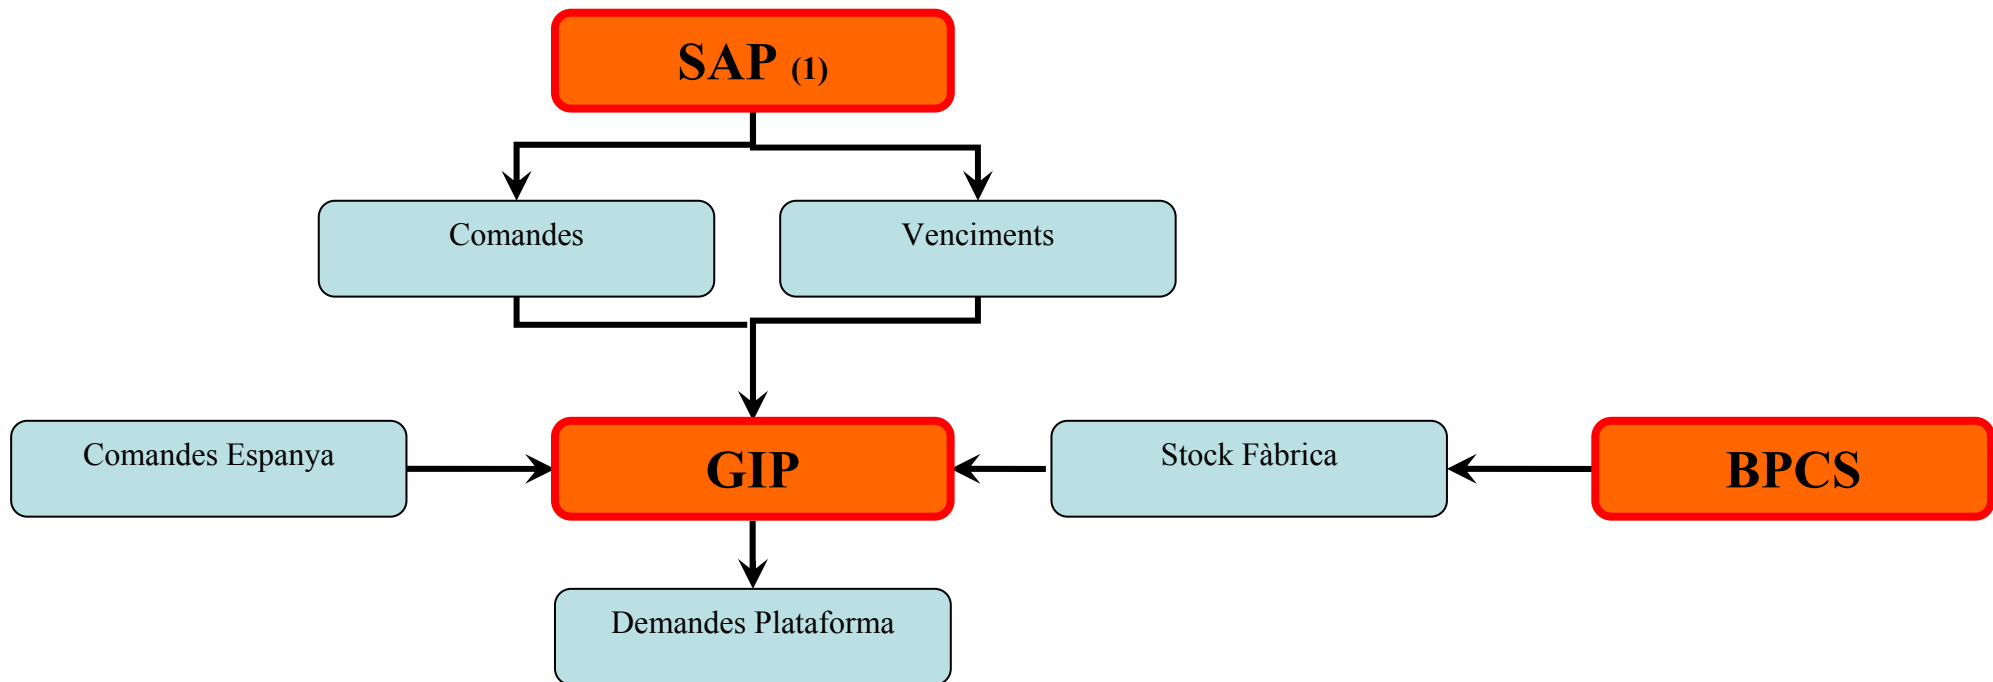 SAP (1)
Comandes
Venciments
Comandes Espanya
GIP
Stock Fàbrica
BPCS
Demandes Plataforma